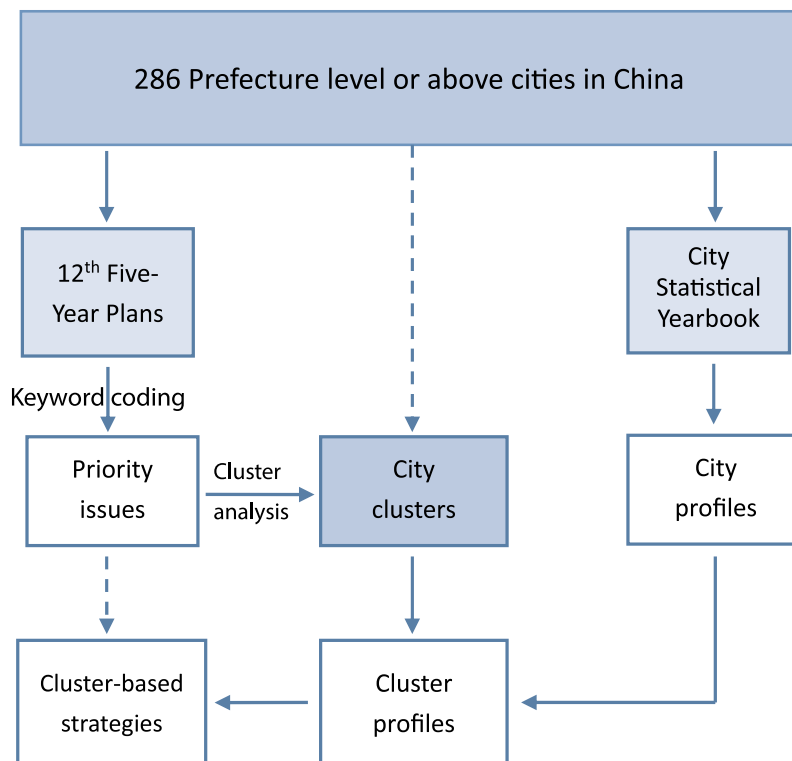 286 Prefecture level or above cities in China
12th Five-
Year Plans
City
Statistical
Yearbook
Keyword coding
Priority
issues
Cluster
analysis
City
clusters
City
profiles
Cluster-based
strategies
Cluster
profiles